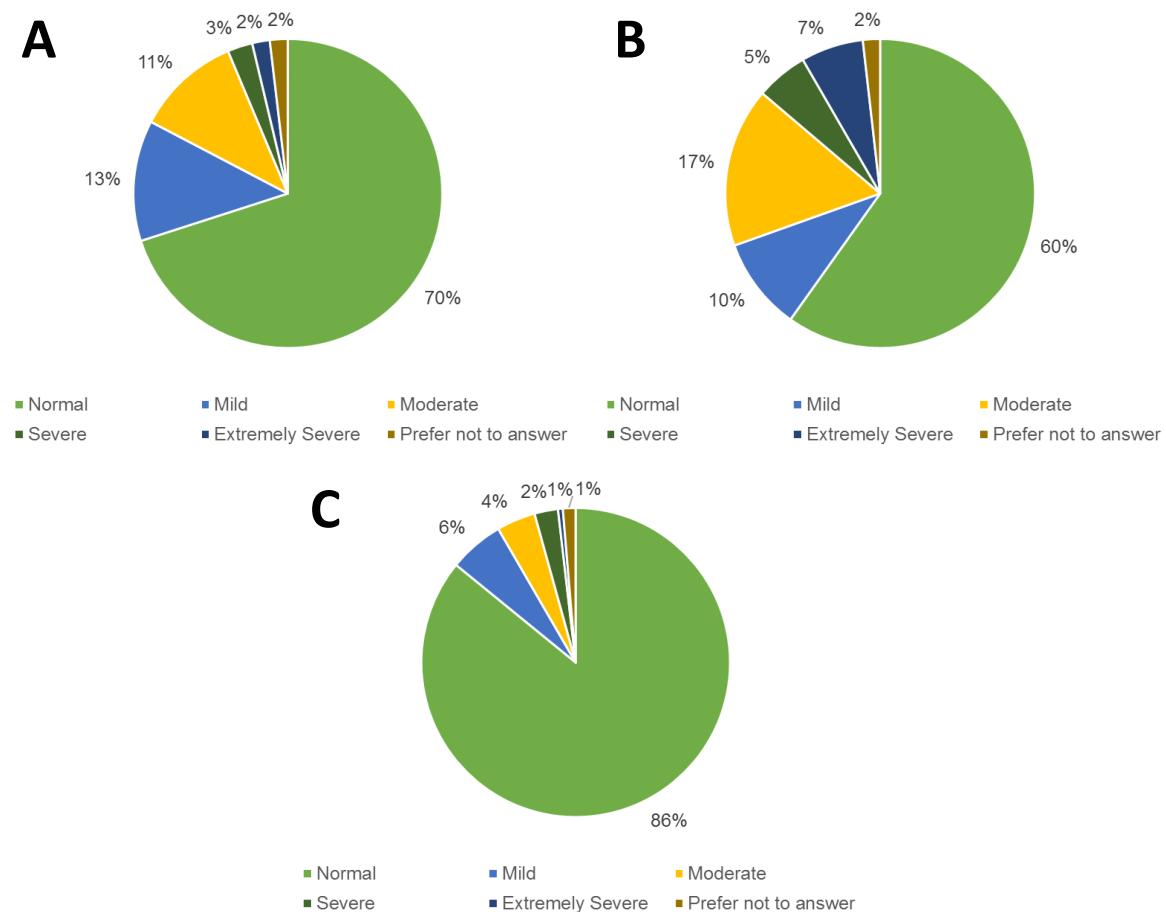 A
3% 2% 2%
11%
13%
70%
Normal Mild Moderate
Severe Extremely Severe Prefer not to answer
B
7% 2%
5%
17%
10%
60%
Normal Mild Moderate
Severe Extremely Severe Prefer not to answer
C
4% 2% 1% 1%
6%
86%
Normal Mild Moderate
Severe Extremely Severe Prefer not to answer